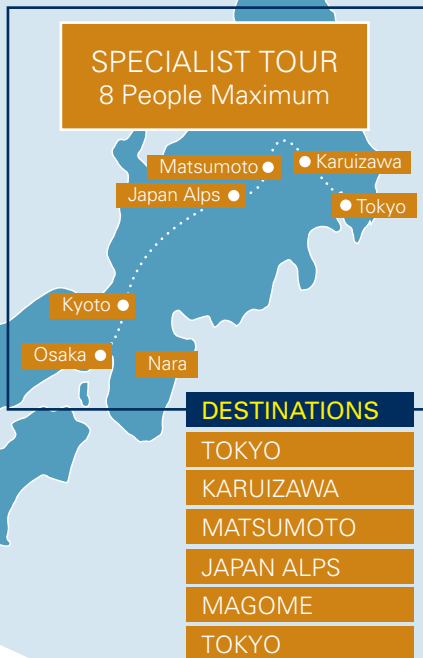 SPECIALIST TOUR
8 People Maximum
Matsumoto
Karuizawa
Japan Alps
Tokyo
Kyoto
Osaka
Nara
DESTINATIONS
TOKYO
KARUIZAWA
MATSUMOTO
JAPAN ALPS
MAGOME
TOKYO